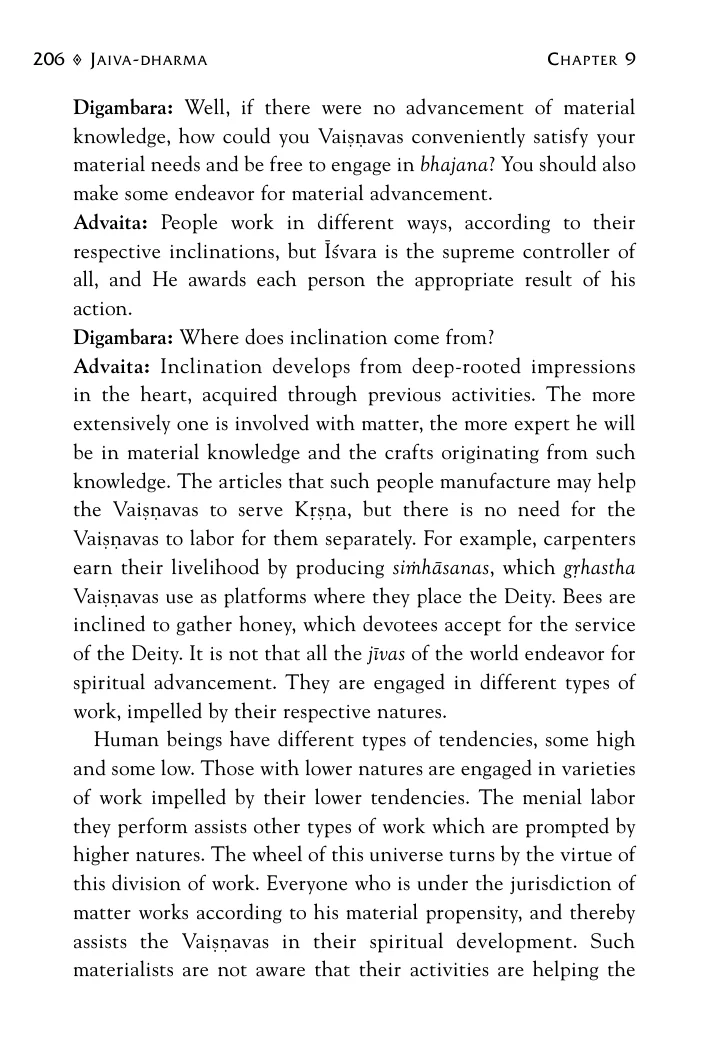 206 ◊ JAIVA-DHARMA CHAPTER 9
Digambara: Well, if there were no advancement of material
knowledge, how could you Vaiṣṇavas conveniently satisfy your
material needs and be free to engage in bhajana? You should also
make some endeavor for material advancement.
Advaita: People work in different ways, according to their
respective inclinations, but Īśvara is the supreme controller of
all, and He awards each person the appropriate result of his
action.
Digambara: Where does inclination come from?
Advaita: Inclination develops from deep-rooted impressions
in the heart, acquired through previous activities. The more
extensively one is involved with matter, the more expert he will
be in material knowledge and the crafts originating from such
knowledge. The articles that such people manufacture may help
the Vaiṣṇavas to serve Kṛṣṇa, but there is no need for the
Vaiṣṇavas to labor for them separately. For example, carpenters
earn their livelihood by producing siṁhāsanas, which gṛhastha
Vaiṣṇavas use as platforms where they place the Deity. Bees are
inclined to gather honey, which devotees accept for the service
of the Deity. It is not that all the jīvas of the world endeavor for
spiritual advancement. They are engaged in different types of
work, impelled by their respective natures.
Human beings have different types of tendencies, some high
and some low. Those with lower natures are engaged in varieties
of work impelled by their lower tendencies. The menial labor
they perform assists other types of work which are prompted by
higher natures. The wheel of this universe turns by the virtue of
this division of work. Everyone who is under the jurisdiction of
matter works according to his material propensity, and thereby
assists the Vaiṣṇavas in their spiritual development. Such
materialists are not aware that their activities are helping the